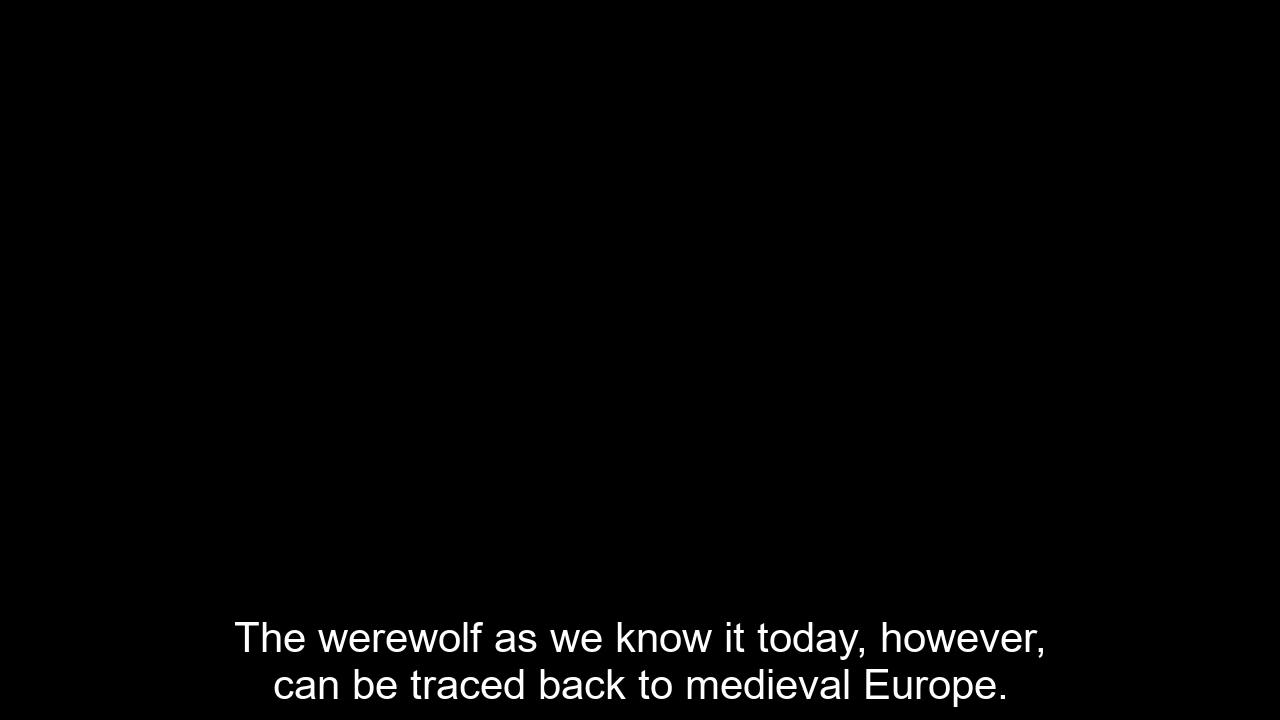 The werewolf as we know it today, however,
can be traced back to medieval Europe.